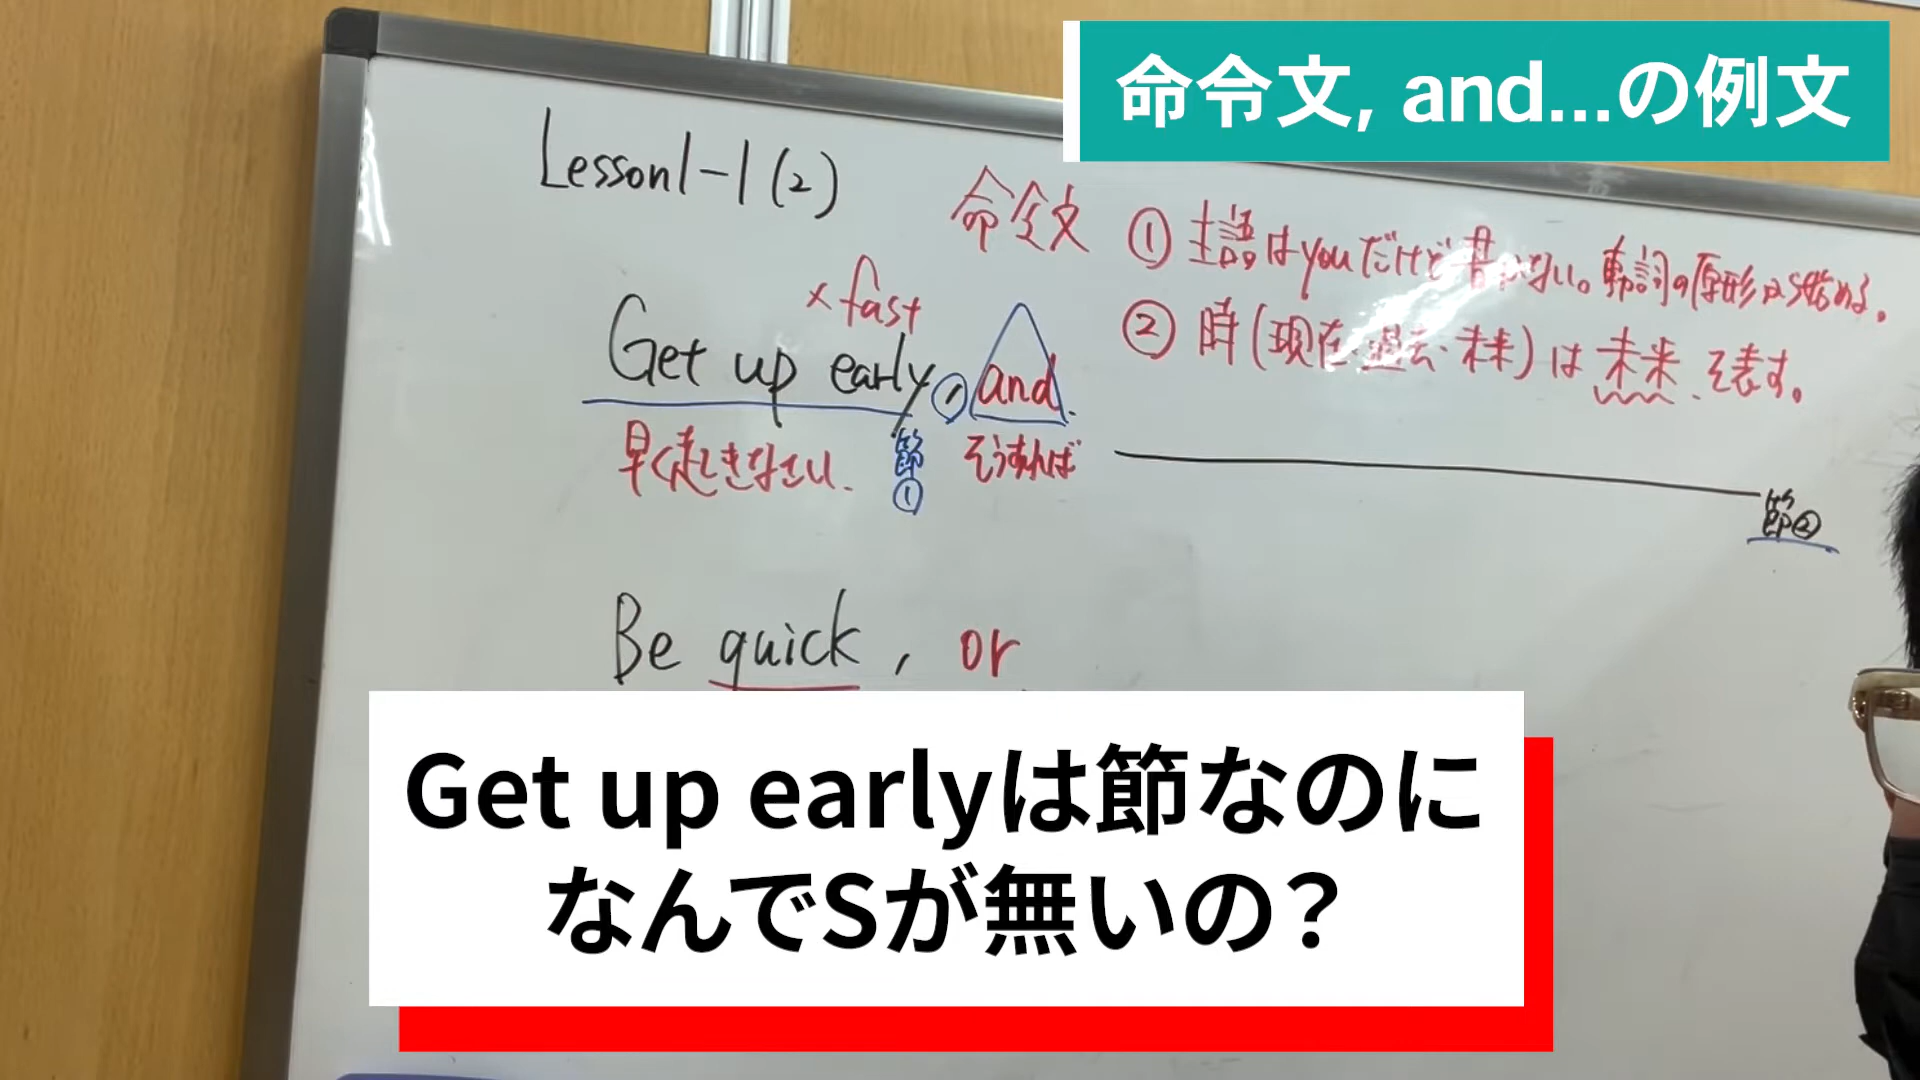 命令文, and...の例文
Lesson1-1(2)
命令文 ① 主語はyouだけど書かない。動詞の原形から始める。
② 時(現在・過去・未来)は未来を表す。
×fast
Get up early, and
早く起きなさい. 節① そうすれば
節②
Be quick, or
Get up earlyは節なのに
なんでSが無いの?